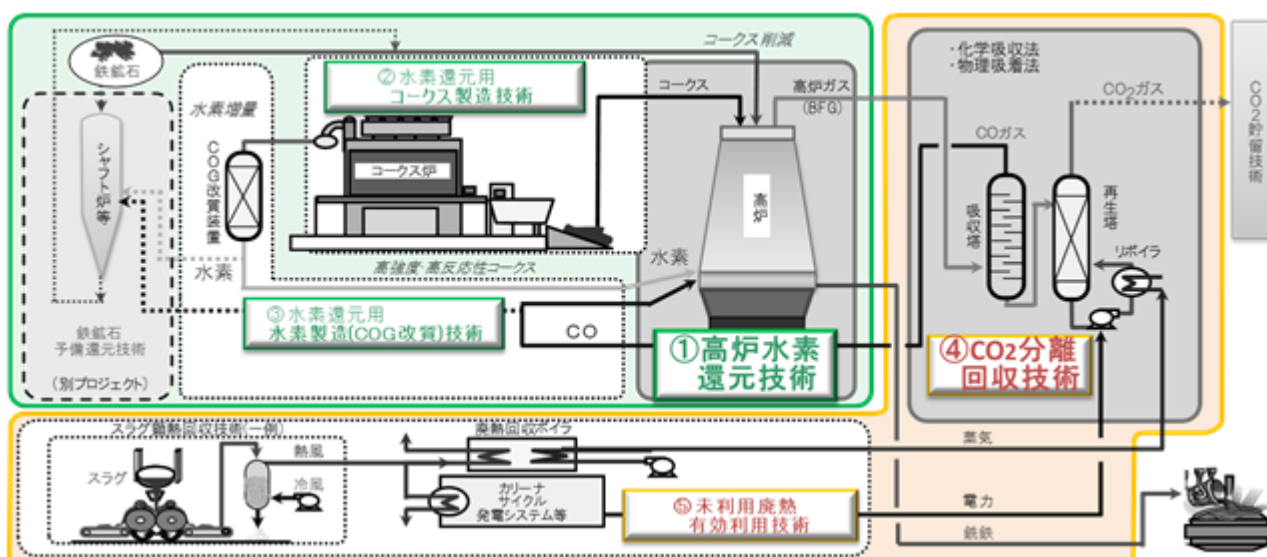 鉄鉱石
シャフト炉等
鉄鉱石
予備還元技術
(別プロジェクト)
水素増量
COG改質装置
水素
②水素還元用
コークス製造技術
コークス炉
高強度・高反応性コークス
③水素還元用
水素製造(COG改質)技術
CO
コークス削減
コークス
高炉ガス
(BFG)
高炉
水素
①高炉水素
還元技術
・化学吸収法
・物理吸着法
CO2ガス
COガス
吸収塔
再生塔
リボイラ
④CO2分離
回収技術
CO2貯留技術
スラグ顕熱回収技術(一例)
スラグ
熱風
冷風
廃熱回収ボイラ
カリーナ
サイクル
発電システム等
⑤未利用廃熱
有効利用技術
蒸気
電力
銑鉄